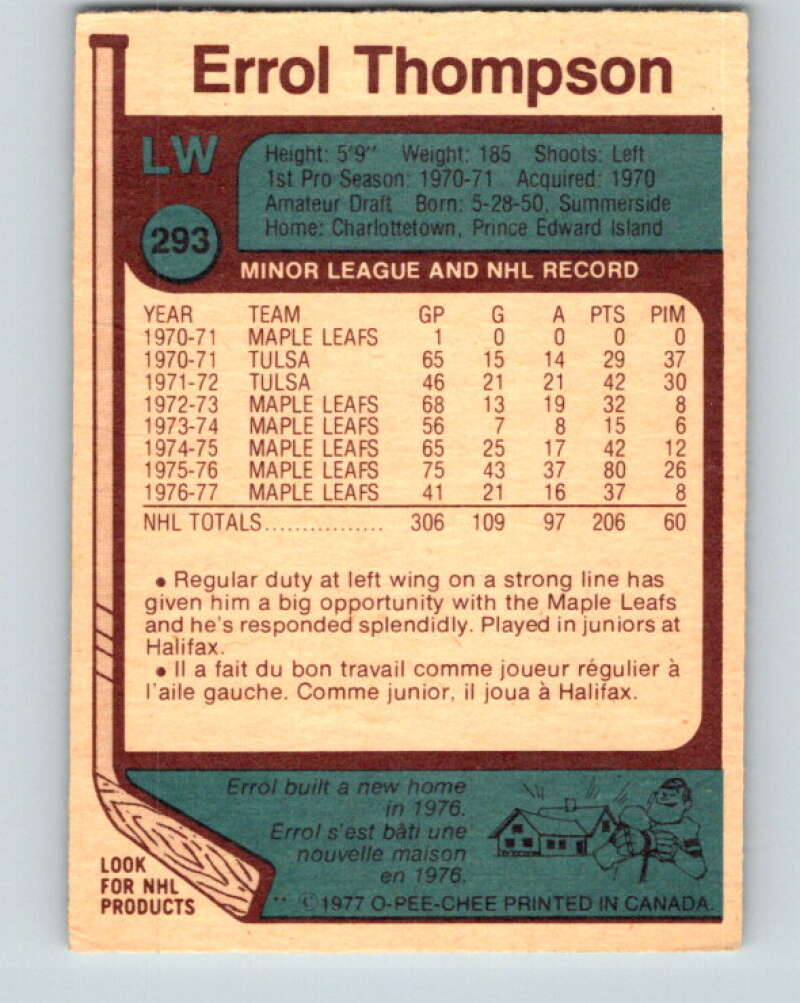 Errol Thompson
LW
Height: 5'9" Weight: 185 Shoots: Left
1st Pro Season: 1970-71 Acquired: 1970
Amateur Draft Born: 5-28-50, Summerside
Home: Charlottetown, Prince Edward Island
293
MINOR LEAGUE AND NHL RECORD
YEAR TEAM GP G A PTS PIM
1970-71 MAPLE LEAFS 1 0 0 0 0
1970-71 TULSA 65 15 14 29 37
1971-72 TULSA 46 21 21 42 30
1972-73 MAPLE LEAFS 68 13 19 32 8
1973-74 MAPLE LEAFS 56 7 8 15 6
1974-75 MAPLE LEAFS 65 25 17 42 12
1975-76 MAPLE LEAFS 75 43 37 80 26
1976-77 MAPLE LEAFS 41 21 16 37 8
NHL TOTALS................ 306 109 97 206 60
• Regular duty at left wing on a strong line has
given him a big opportunity with the Maple Leafs
and he's responded splendidly. Played in juniors at
Halifax.
• Il a fait du bon travail comme joueur régulier à
l'aile gauche. Comme junior, il joua à Halifax.
Errol built a new home
in 1976.
Errol s'est bâti une
nouvelle maison
en 1976.
LOOK
FOR NHL
PRODUCTS
** ©1977 O-PEE-CHEE PRINTED IN CANADA.